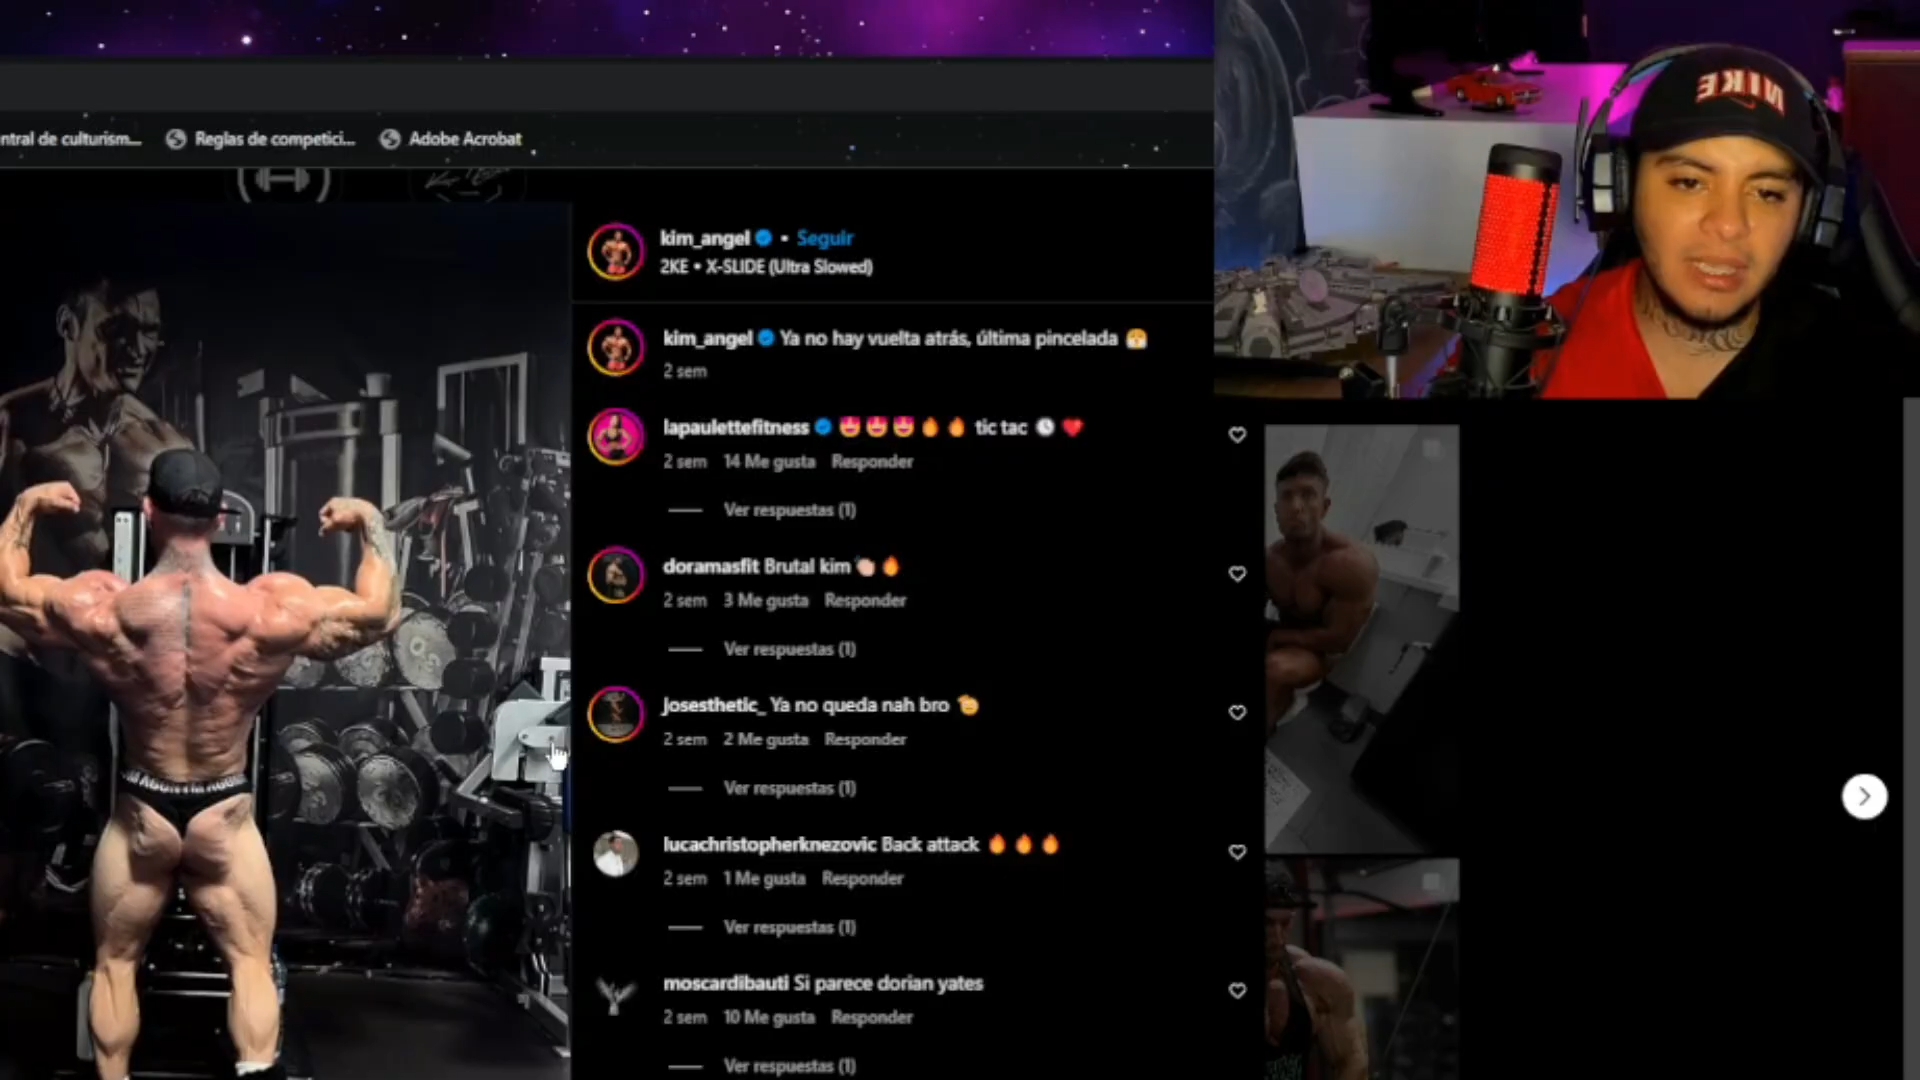 ntral de culturism...
Reglas de competici...
Adobe Acrobat
NIKE
kim_angel • Seguir
2KE • X-SLIDE (Ultra Slowed)
kim_angel Ya no hay vuelta atrás, última pincelada 😤
2 sem
lapaulettefitness 🤩🤩🤩🔥🔥 tic tac 🕓❤️
2 sem 14 Me gusta Responder
Ver respuestas (1)
doramasfit Brutal kim 👏🏻🔥
2 sem 3 Me gusta Responder
Ver respuestas (1)
josesthetic_ Ya no queda nah bro
2 sem 2 Me gusta Responder
Ver respuestas (1)
lucachristopherknezovic Back attack 🔥🔥🔥
2 sem 1 Me gusta Responder
Ver respuestas (1)
moscardibauti Si parece dorian yates
2 sem 10 Me gusta Responder
Ver respuestas (1)